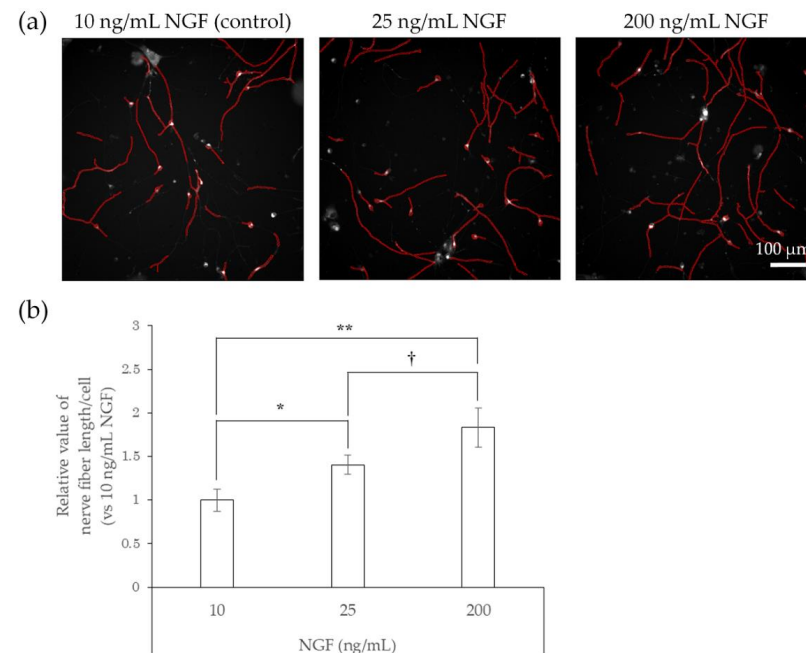 (a)
10 ng/mL NGF (control)
25 ng/mL NGF
200 ng/mL NGF
100 μm
(b)
Relative value of
nerve fiber length/cell
(vs 10 ng/mL NGF)
3
2.5
2
1.5
1
0.5
0
**
†
*
10
25
200
NGF (ng/mL)